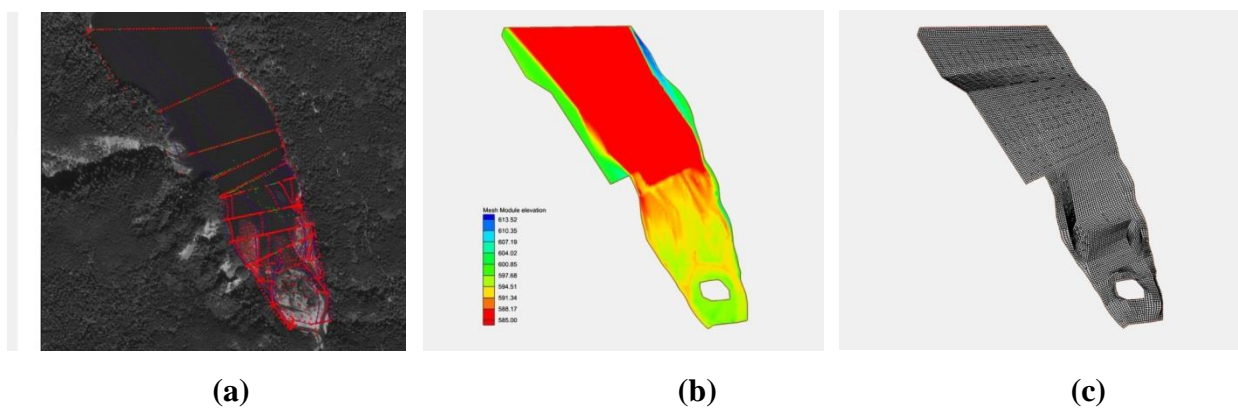 Mesh Module elevation
613.52
610.35
607.19
604.02
600.85
597.68
594.51
591.34
588.17
585.00
(a)
(b)
(c)